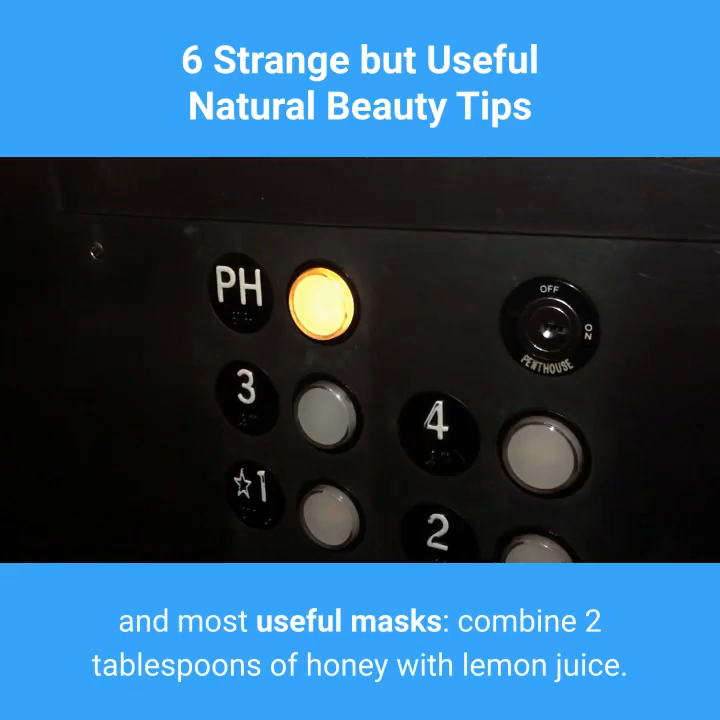 6 Strange but Useful
Natural Beauty Tips
PH
OFF
ON
PENTHOUSE
3
4
☆1
2
and most useful masks: combine 2
tablespoons of honey with lemon juice.